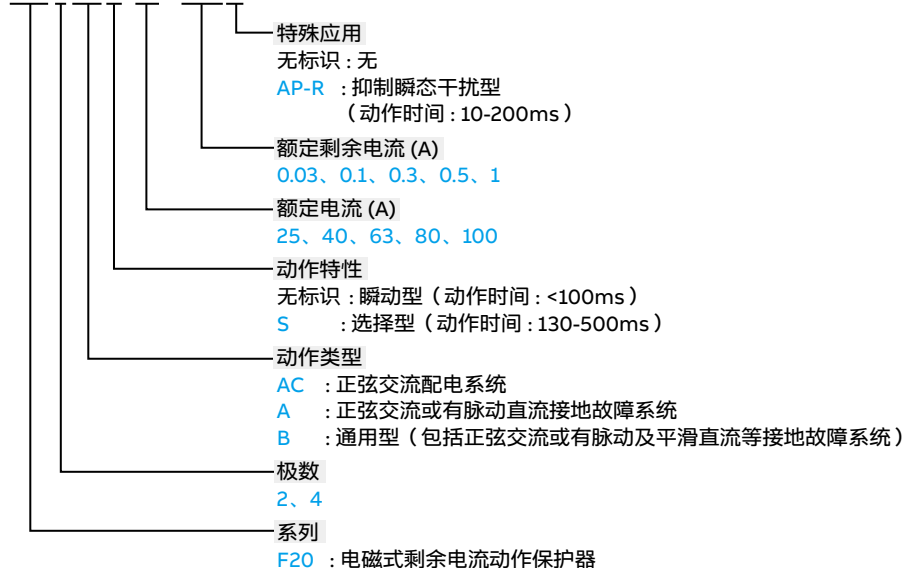 特殊应用
无标识 : 无
AP-R : 抑制瞬态干扰型
（动作时间 : 10-200ms）
额定剩余电流 (A)
0.03、0.1、0.3、0.5、1
额定电流 (A)
25、40、63、80、100
动作特性
无标识 : 瞬动型（动作时间 : <100ms）
S : 选择型（动作时间 : 130-500ms）
动作类型
AC : 正弦交流配电系统
A : 正弦交流或有脉动直流接地故障系统
B : 通用型（包括正弦交流或有脉动及平滑直流等接地故障系统）
极数
2、4
系列
F20 : 电磁式剩余电流动作保护器